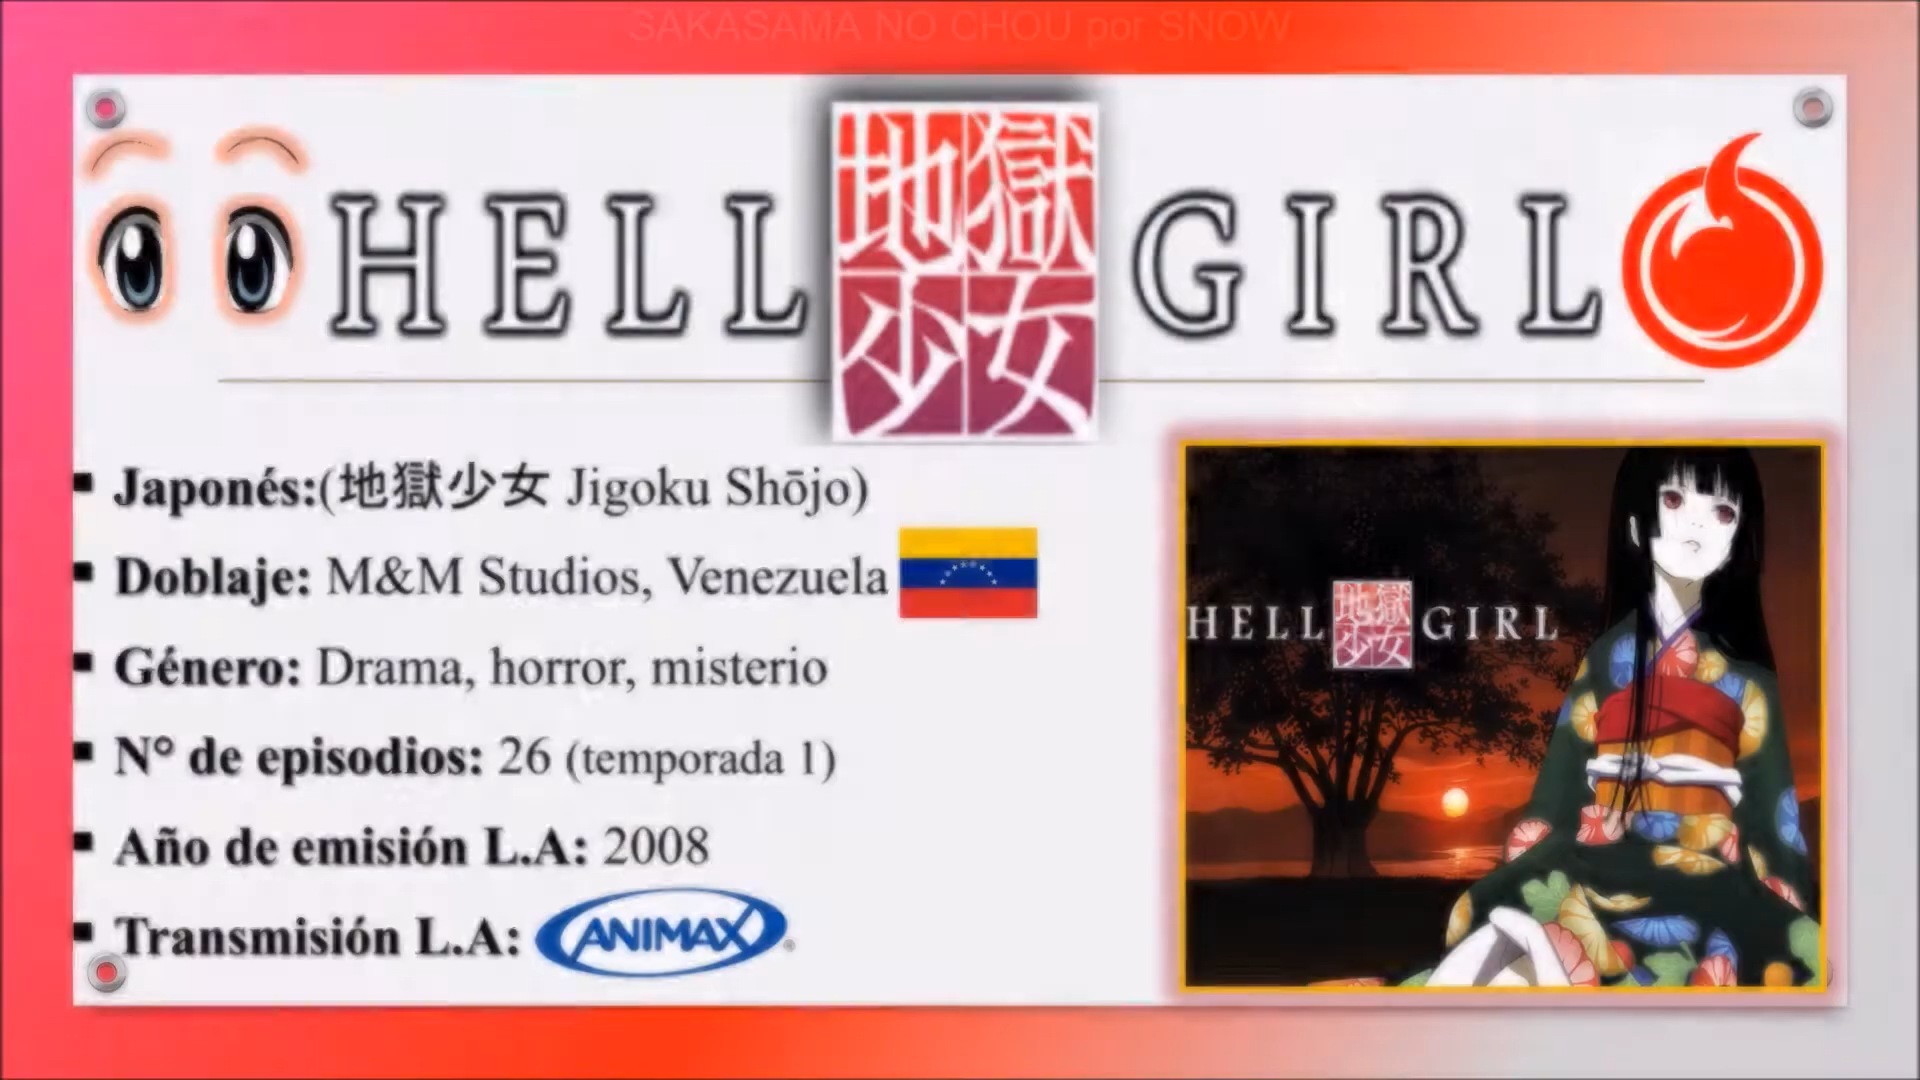 SAKASAMA NO CHOU por SNOW
HELL 地獄少女 GIRL
Japonés:(地獄少女 Jigoku Shōjo)
Doblaje: M&M Studios, Venezuela
Género: Drama, horror, misterio
N° de episodios: 26 (temporada 1)
Año de emisión L.A: 2008
Transmisión L.A: ANIMAX
HELL 地獄少女 GIRL